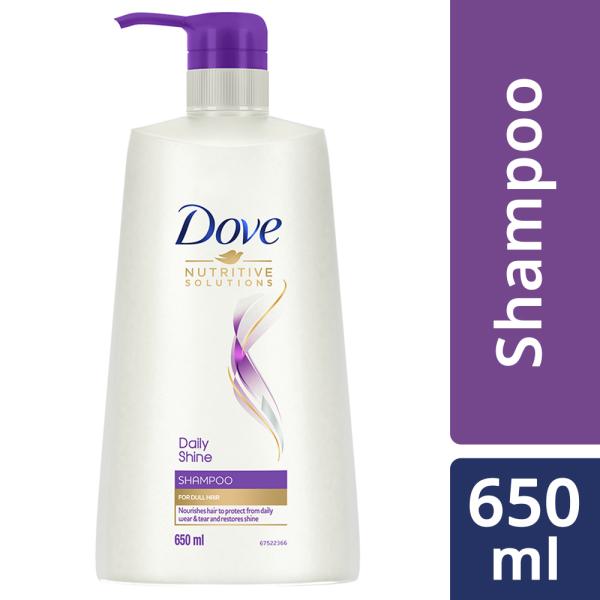 Dove
NUTRITIVE
SOLUTIONS
Daily
Shine
SHAMPOO
FOR DULL HAIR
Nourishes hair to protect from daily
wear & tear and restores shine
650 ml 67522366
Shampoo
650
ml